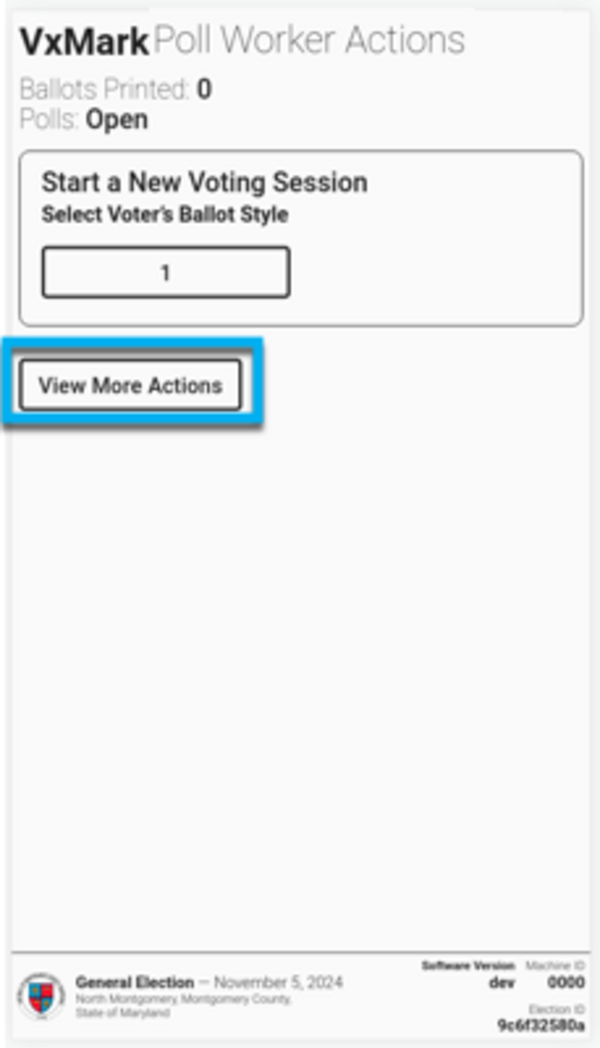 VxMark Poll Worker Actions
Ballots Printed: 0
Polls: Open
Start a New Voting Session
Select Voter's Ballot Style
1
View More Actions
General Election — November 5, 2024
North Montgomery, Montgomery County,
State of Maryland
Software Version Machine ID
dev 0000
Election ID
9c6f32580a